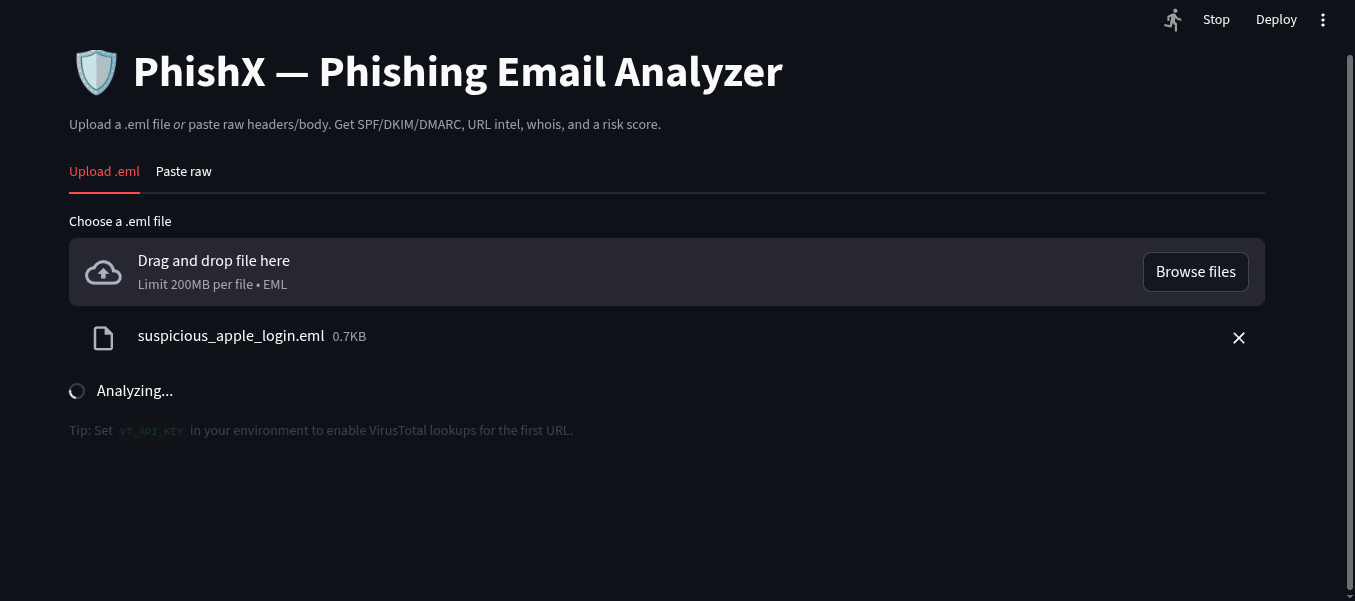 Stop Deploy
PhishX — Phishing Email Analyzer
Upload a .eml file or paste raw headers/body. Get SPF/DKIM/DMARC, URL intel, whois, and a risk score.
Upload .eml Paste raw
Choose a .eml file
Drag and drop file here
Limit 200MB per file • EML
Browse files
suspicious_apple_login.eml 0.7KB
Analyzing...
Tip: Set VT_API_KEY in your environment to enable VirusTotal lookups for the first URL.